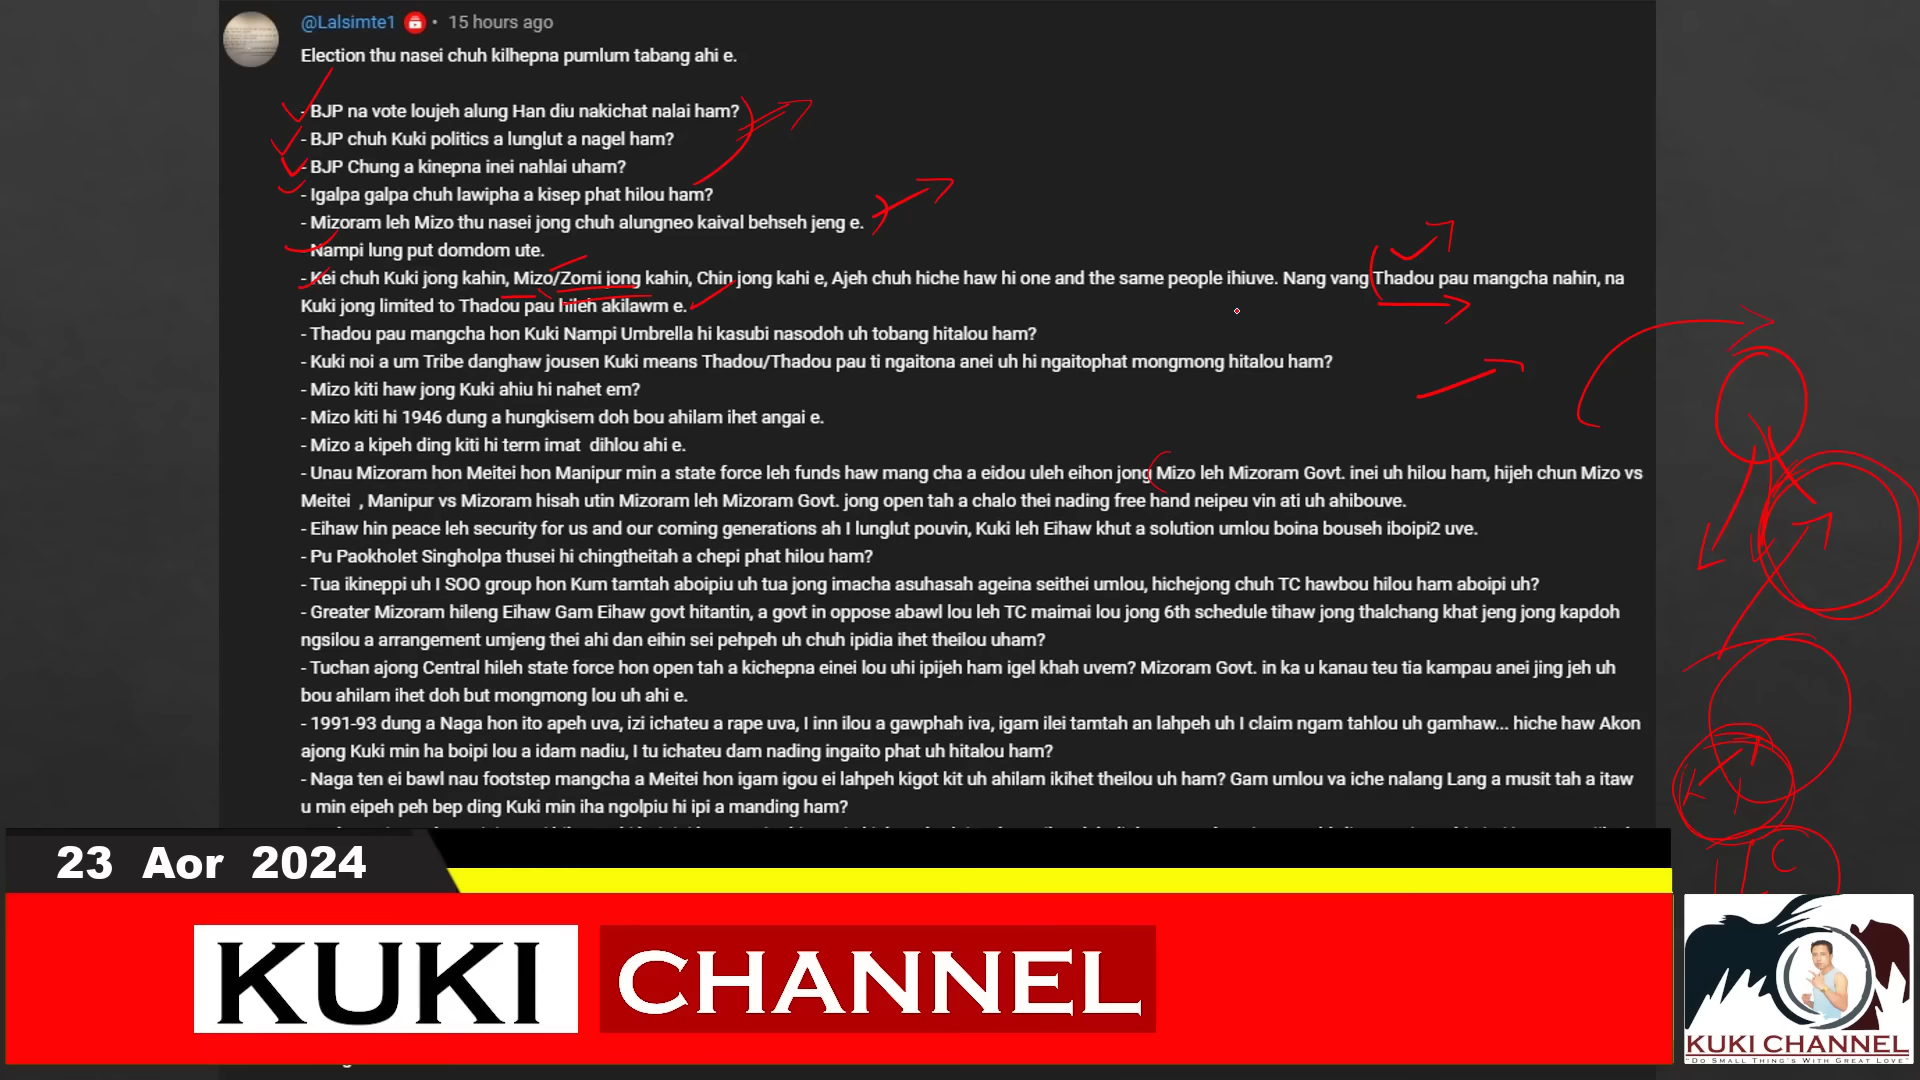 @Lalsimte1 • 15 hours ago
Election thu nasei chuh kilhepna pumlum tabang ahi e.
- BJP na vote loujeh alung Han diu nakichat nalai ham?
- BJP chuh Kuki politics a lunglut a nagel ham?
- BJP Chung a kinepna inei nahlai uham?
- Igalpa galpa chuh lawipha a kisep phat hilou ham?
- Mizoram leh Mizo thu nasei jong chuh alungneo kaival behseh jeng e.
- Nampi lung put domdom ute.
- Kei chuh Kuki jong kahin, Mizo/Zomi jong kahin, Chin jong kahi e, Ajeh chuh hiche haw hi one and the same people ihiuve. Nang vang Thadou pau mangcha nahin, na
Kuki jong limited to Thadou pau hileh akilawm e.
- Thadou pau mangcha hon Kuki Nampi Umbrella hi kasubi nasodoh uh tobang hitalou ham?
- Kuki noi a um Tribe danghaw jousen Kuki means Thadou/Thadou pau ti ngaitona anei uh hi ngaitophat mongmong hitalou ham?
- Mizo kiti haw jong Kuki ahiu hi nahet em?
- Mizo kiti hi 1946 dung a hungkisem doh bou ahilam ihet angai e.
- Mizo a kipeh ding kiti hi term imat dihlou ahi e.
- Unau Mizoram hon Meitei hon Manipur min a state force leh funds haw mang cha a eidou uleh eihon jong Mizo leh Mizoram Govt. inei uh hilou ham, hijeh chun Mizo vs
Meitei , Manipur vs Mizoram hisah utin Mizoram leh Mizoram Govt. jong open tah a chalo thei nading free hand neipeu vin ati uh ahibouve.
- Eihaw hin peace leh security for us and our coming generations ah I lunglut pouvin, Kuki leh Eihaw khut a solution umlou boina bouseh iboipi2 uve.
- Pu Paokholet Singholpa thusei hi chingtheitah a chepi phat hilou ham?
- Tua ikineppi uh I SOO group hon Kum tamtah aboipiu uh tua jong imacha asuhasah ageina seithei umlou, hichejong chuh TC hawbou hilou ham aboipi uh?
- Greater Mizoram hileng Eihaw Gam Eihaw govt hitantin, a govt in oppose abawl lou leh TC maimai lou jong 6th schedule tihaw jong thalchang khat jeng jong kapdoh
ngsilou a arrangement umjeng thei ahi dan eihin sei pehpeh uh chuh ipidia ihet theilou uham?
- Tuchan ajong Central hileh state force hon open tah a kichepna einei lou uhi ipijeh ham igel khah uvem? Mizoram Govt. in ka u kanau teu tia kampau anei jing jeh uh
bou ahilam ihet doh but mongmong lou uh ahi e.
- 1991-93 dung a Naga hon ito apeh uva, izi ichateu a rape uva, I inn ilou a gawphah iva, igam ilei tamtah an lahpeh uh I claim ngam tahlou uh gamhaw... hiche haw Akon
ajong Kuki min ha boipi lou a idam nadiu, I tu ichateu dam nading ingaito phat uh hitalou ham?
- Naga ten ei bawl nau footstep mangcha a Meitei hon igam igou ei lahpeh kigot kit uh ahilam ikihet theilou uh ham? Gam umlou va iche nalang Lang a musit tah a itaw
u min eipeh peh bep ding Kuki min iha ngolpiu hi ipi a manding ham?
23 Aor 2024
KUKI CHANNEL
KUKI CHANNEL
"DO SMALL THING'S WITH GREAT LOVE"